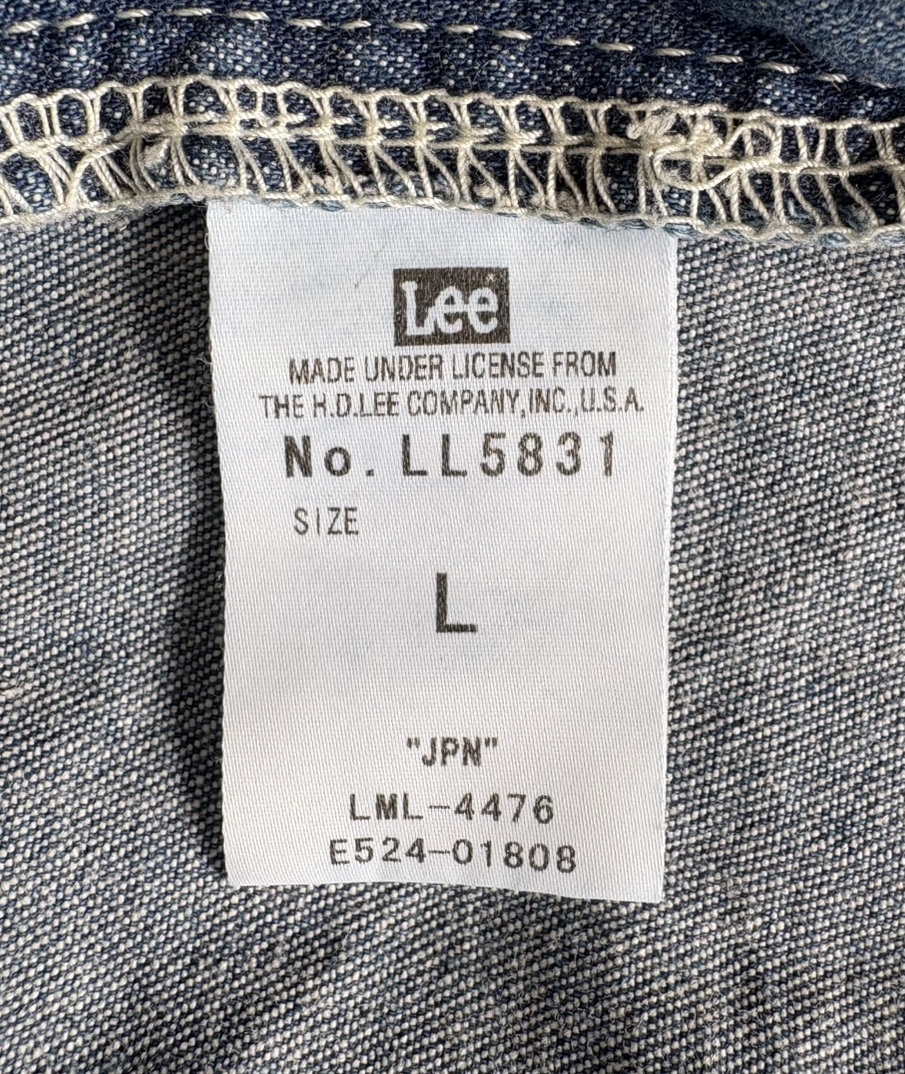 Lee
MADE UNDER LICENSE FROM
THE H.D.LEE COMPANY,INC.,U.S.A.
No. LL5831
SIZE
L
"JPN"
LML-4476
E524-01808